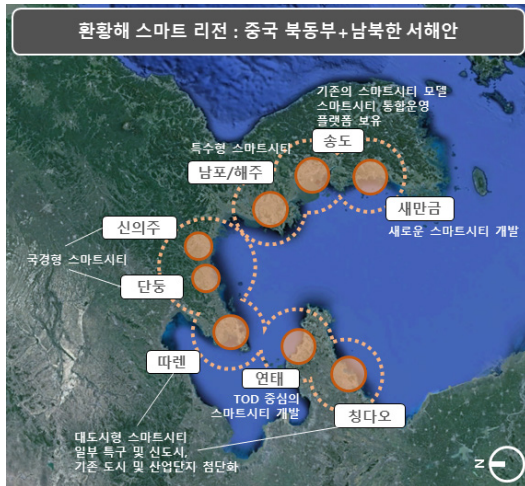 환황해 스마트 리전 : 중국 북동부+남북한 서해안
기존의 스마트시티 모델
스마트시티 통합운영
플랫폼 보유
송도
특수형 스마트시티
남포/해주
새만금
새로운 스마트시티 개발
신의주
국경형 스마트시티
단둥
따렌
연태
TOD 중심의
스마트시티 개발
칭다오
대도시형 스마트시티
일부 특구 및 신도시,
기존 도시 및 산업단지 첨단화
N